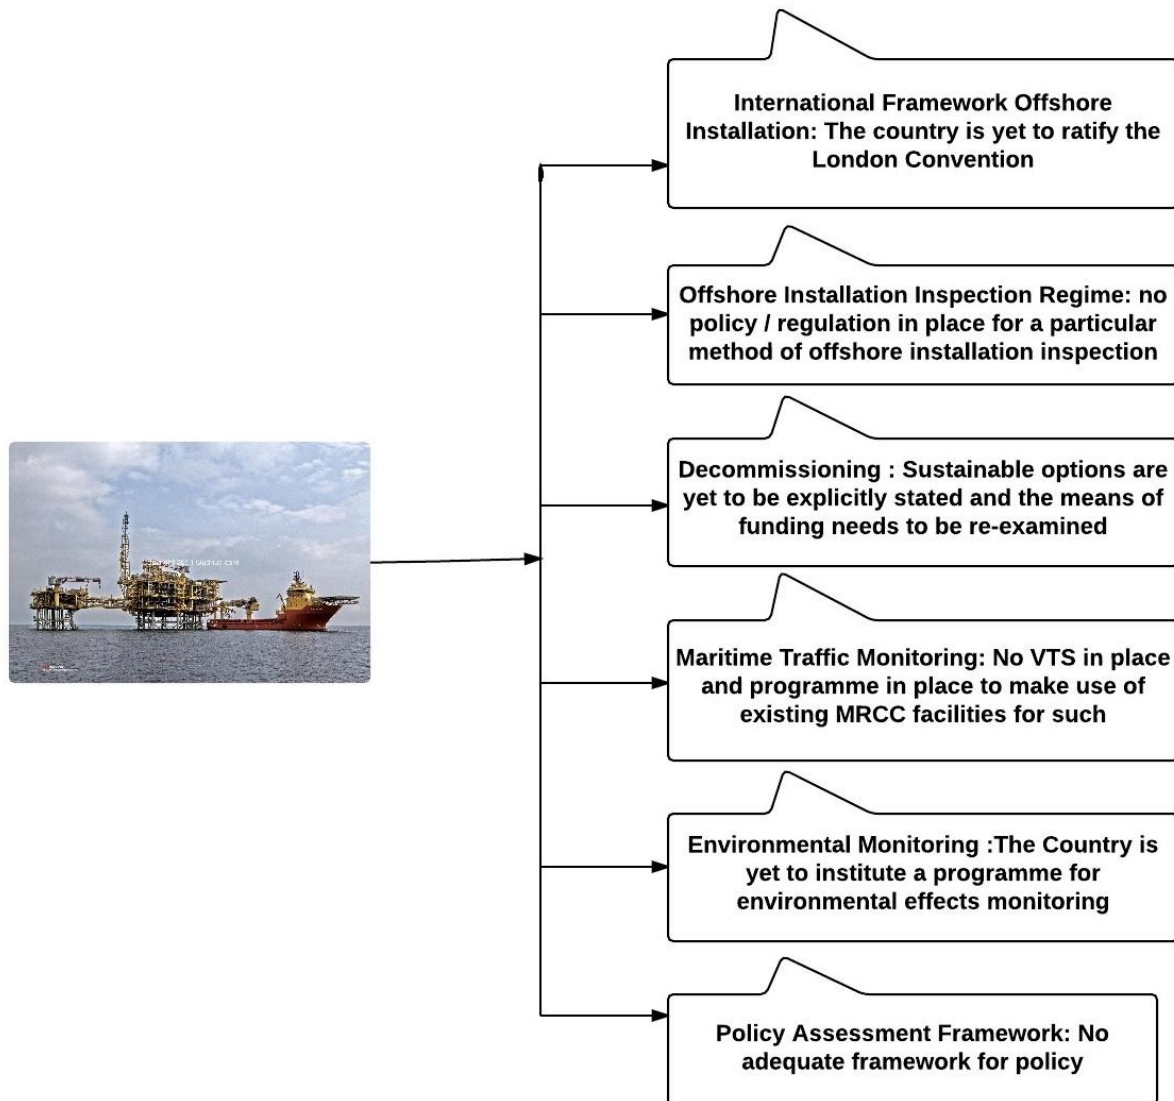 International Framework Offshore
Installation: The country is yet to ratify the
London Convention
Offshore Installation Inspection Regime: no
policy / regulation in place for a particular
method of offshore installation inspection
Decommissioning : Sustainable options are
yet to be explicitly stated and the means of
funding needs to be re-examined
Maritime Traffic Monitoring: No VTS in place
and programme in place to make use of
existing MRCC facilities for such
Environmental Monitoring :The Country is
yet to institute a programme for
environmental effects monitoring
Policy Assessment Framework: No
adequate framework for policy